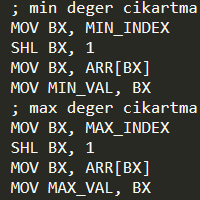 ; min deger cikartma
MOV BX, MIN_INDEX
SHL BX, 1
MOV BX, ARR[BX]
MOV MIN_VAL, BX
; max deger cikartma
MOV BX, MAX_INDEX
SHL BX, 1
MOV BX, ARR[BX]
MOV MAX_VAL, BX